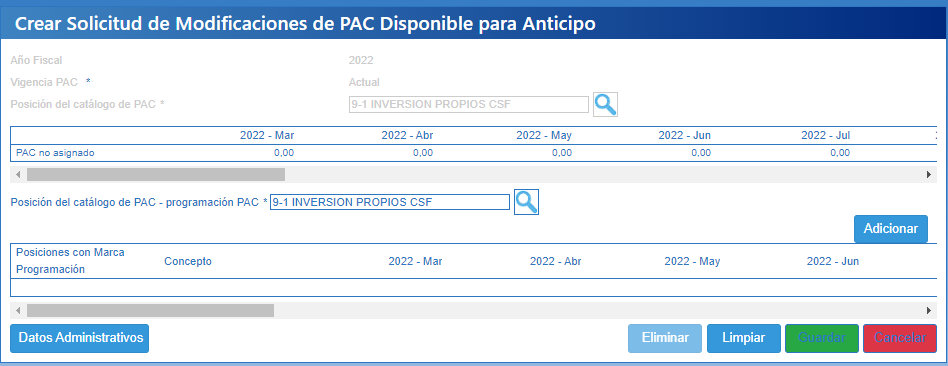 Crear Solicitud de Modificaciones de PAC Disponible para Anticipo
Año Fiscal 2022
Vigencia PAC * Actual
Posición del catálogo de PAC * 9-1 INVERSION PROPIOS CSF
2022 - Mar 2022 - Abr 2022 - May 2022 - Jun 2022 - Jul
PAC no asignado 0,00 0,00 0,00 0,00 0,00
Posición del catálogo de PAC - programación PAC * 9-1 INVERSION PROPIOS CSF
Adicionar
Posiciones con Marca
Programación Concepto 2022 - Mar 2022 - Abr 2022 - May 2022 - Jun
Datos Administrativos Eliminar Limpiar Guardar Cancelar